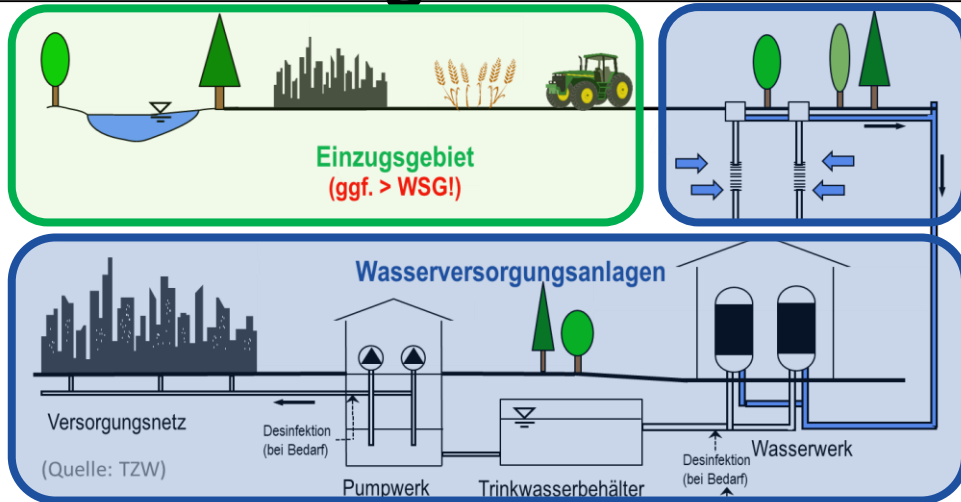 Einzugsgebiet
(ggf. > WSG!)
Wasserversorgungsanlagen
Versorgungsnetz
(Quelle: TZW)
Desinfektion
(bei Bedarf)
Pumpwerk
Trinkwasserbehälter
Desinfektion
(bei Bedarf)
Wasserwerk